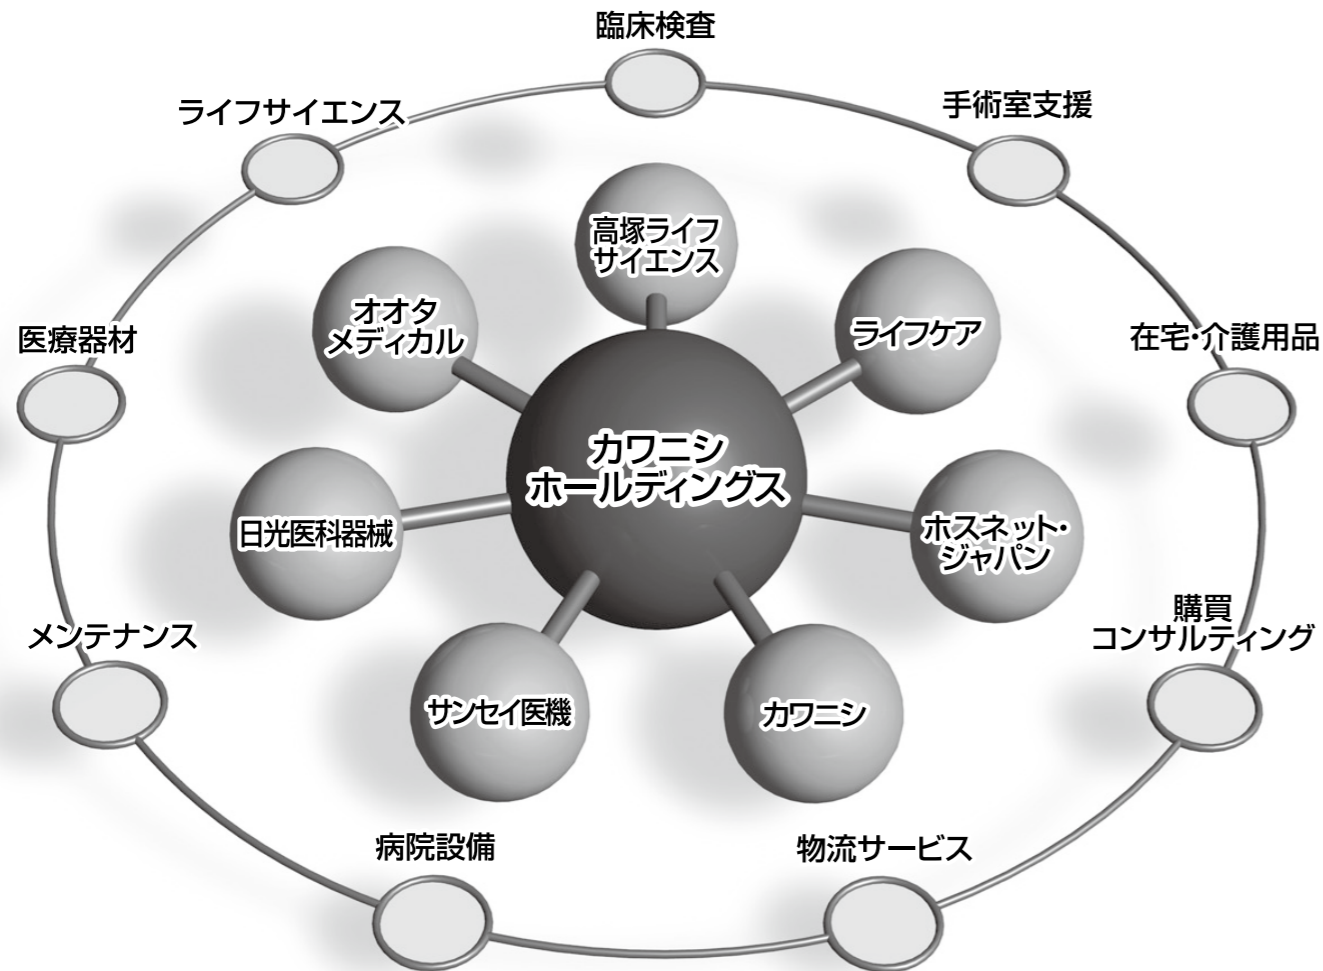 臨床検査
ライフサイエンス
手術室支援
高塚ライフ
サイエンス
オオタ
メディカル
ライフケア
医療器材
在宅・介護用品
カワニシ
ホールディングス
日光医科器械
ホスネット・
ジャパン
メンテナンス
購買
コンサルティング
サンセイ医機
カワニシ
病院設備
物流サービス